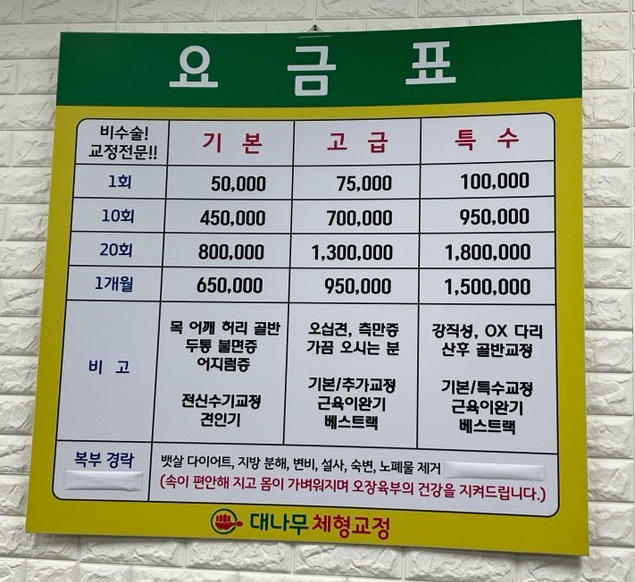 요금표
비수술! 교정전문!! 기본 고급 특수
1회 50,000 75,000 100,000
10회 450,000 700,000 950,000
20회 800,000 1,300,000 1,800,000
1개월 650,000 950,000 1,500,000
비 고
목 어깨 허리 골반
두통 불면증
어지럼증
전신수기교정
견인기
오십견, 측만증
가끔 오시는 분
기본/추가교정
근육이완기
베스트랙
강직성, OX 다리
산후 골반교정
기본/특수교정
근육이완기
베스트랙
복부 경락
뱃살 다이어트, 지방 분해, 변비, 설사, 숙변, 노폐물 제거
(속이 편안해 지고 몸이 가벼워지며 오장육부의 건강을 지켜드립니다.)
대나무 체형교정